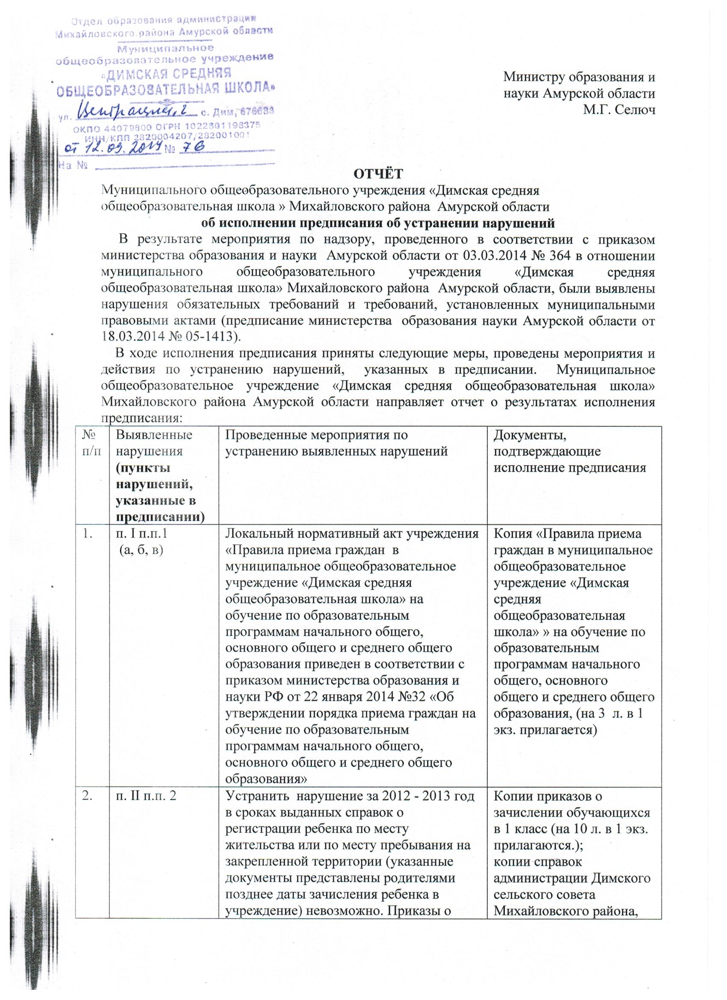 Отдел образования администрации
Михайловского района Амурской области
Муниципальное
общеобразовательное учреждение
«ДИМСКАЯ СРЕДНЯЯ
ОБЩЕОБРАЗОВАТЕЛЬНАЯ ШКОЛА»
ул. с. Дим, 676683
ОКПО 44079800 ОГРН 1022801198375
ИНН/КПП 2820004207/282001001
от 12.09.2014 № 76
На №
Министру образования и
науки Амурской области
М.Г. Селюч
ОТЧЁТ
Муниципального общеобразовательного учреждения «Димская средняя
общеобразовательная школа » Михайловского района Амурской области
об исполнении предписания об устранении нарушений
В результате мероприятия по надзору, проведенного в соответствии с приказом
министерства образования и науки Амурской области от 03.03.2014 № 364 в отношении
муниципального общеобразовательного учреждения «Димская средняя
общеобразовательная школа» Михайловского района Амурской области, были выявлены
нарушения обязательных требований и требований, установленных муниципальными
правовыми актами (предписание министерства образования науки Амурской области от
18.03.2014 № 05-1413).
В ходе исполнения предписания приняты следующие меры, проведены мероприятия и
действия по устранению нарушений, указанных в предписании. Муниципальное
общеобразовательное учреждение «Димская средняя общеобразовательная школа»
Михайловского района Амурской области направляет отчет о результатах исполнения
предписания:
№
п/п
Выявленные
нарушения
(пункты
нарушений,
указанные в
предписании)
Проведенные мероприятия по
устранению выявленных нарушений
Документы,
подтверждающие
исполнение предписания
1.
п. I п.п.1
(а, б, в)
Локальный нормативный акт учреждения
«Правила приема граждан в
муниципальное общеобразовательное
учреждение «Димская средняя
общеобразовательная школа» на
обучение по образовательным
программам начального общего,
основного общего и среднего общего
образования приведен в соответствии с
приказом министерства образования и
науки РФ от 22 января 2014 №32 «Об
утверждении порядка приема граждан на
обучение по образовательным
программам начального общего,
основного общего и среднего общего
образования»
Копия «Правила приема
граждан в муниципальное
общеобразовательное
учреждение «Димская
средняя
общеобразовательная
школа» » на обучение по
образовательным
программам начального
общего, основного
общего и среднего общего
образования, (на 3 л. в 1
экз. прилагается)
2.
п. II п.п. 2
Устранить нарушение за 2012 - 2013 год
в сроках выданных справок о
регистрации ребенка по месту
жительства или по месту пребывания на
закрепленной территории (указанные
документы представлены родителями
позднее даты зачисления ребенка в
учреждение) невозможно. Приказы о
Копии приказов о
зачислении обучающихся
в 1 класс (на 10 л. в 1 экз.
прилагаются.);
копии справок
администрации Димского
сельского совета
Михайловского района,